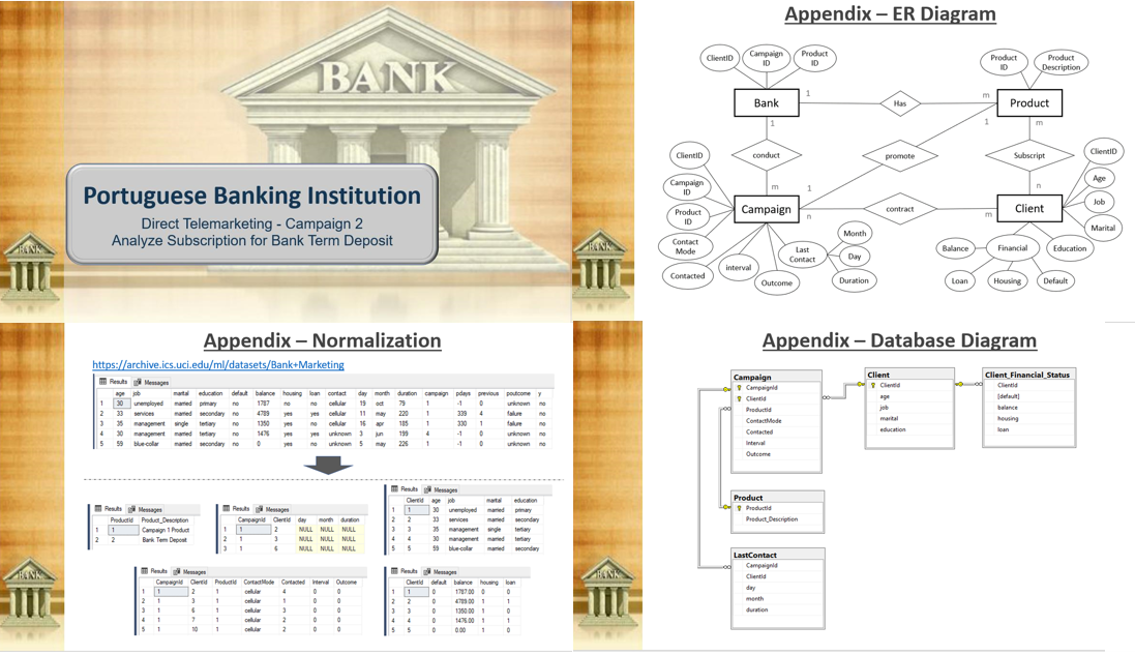 BANK
Portuguese Banking Institution
Direct Telemarketing - Campaign 2
Analyze Subscription for Bank Term Deposit
BANK
Appendix – ER Diagram
ClientID
Campaign
ID
Product
ID
Product
ID
Product
Description
Bank
1
Has
m
Product
1
1
m
conduct
promote
Subscript
ClientID
Campaign
ID
Product
ID
Contact
Mode
Contacted
m
1
Campaign
n
contract
m
n
Client
ClientID
Age
Job
Marital
Education
interval
Outcome
Last
Contact
Month
Day
Duration
Balance
Financial
Loan
Housing
Default
BANK
Appendix – Normalization
https://archive.ics.uci.edu/ml/datasets/Bank+Marketing
Results Messages
age job marital education default balance housing loan contact day month duration campaign pdays previous poutcome y
1 30 unemployed married primary no 1787 no no cellular 19 oct 79 1 -1 0 unknown no
2 33 services married secondary no 4789 yes yes cellular 11 may 220 1 339 4 failure no
3 35 management single tertiary no 1350 yes no cellular 16 apr 185 1 330 1 failure no
4 30 management married tertiary no 1476 yes yes unknown 3 jun 199 4 -1 0 unknown no
5 59 blue-collar married secondary no 0 yes no unknown 5 may 226 1 -1 0 unknown no
Results Messages
ProductId Product_Description
1 1 Campaign 1 Product
2 2 Bank Term Deposit
Results Messages
CampaignId ClientId day month duration
1 1 2 NULL NULL NULL
2 1 3 NULL NULL NULL
3 1 6 NULL NULL NULL
Results Messages
ClientId age job marital education
1 1 30 unemployed married primary
2 2 33 services married secondary
3 3 35 management single tertiary
4 4 30 management married tertiary
5 5 59 blue-collar married secondary
Results Messages
CampaignId ClientId ProductId ContactMode Contacted Interval Outcome
1 1 2 1 cellular 4 0 0
2 1 3 1 cellular 1 0 0
3 1 6 1 cellular 3 0 0
4 1 7 1 cellular 2 0 0
5 1 10 1 cellular 2 0 0
Results Messages
ClientId default balance housing loan
1 1 0 1787.00 0 0
2 2 0 4789.00 1 1
3 3 0 1350.00 1 0
4 4 0 1476.00 1 1
5 5 0 0.00 1 0
BANK
Appendix – Database Diagram
Campaign
CampaignId
ClientId
ProductId
ContactMode
Contacted
Interval
Outcome
Client
ClientId
age
job
marital
education
Client_Financial_Status
ClientId
[default]
balance
housing
loan
Product
ProductId
Product_Description
LastContact
CampaignId
ClientId
day
month
duration
BANK